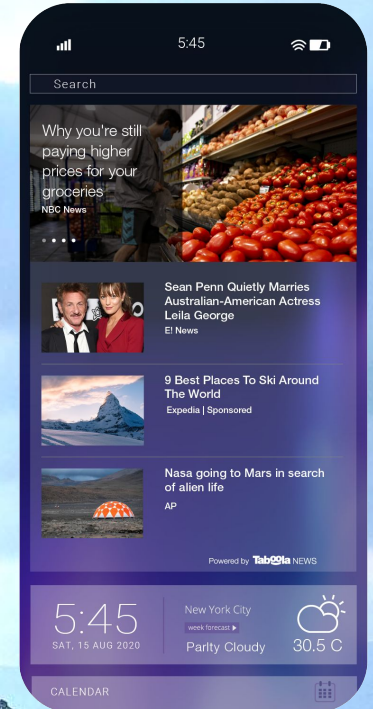 5:45
Search
Why you're still
paying higher
prices for your
groceries
NBC News
Sean Penn Quietly Marries
Australian-American Actress
Leila George
E! News
9 Best Places To Ski Around
The World
Expedia | Sponsored
Nasa going to Mars in search
of alien life
AP
Powered by Taboola NEWS
5:45
SAT, 15 AUG 2020
New York City
week forecast
Parlty Cloudy
30.5 C
CALENDAR